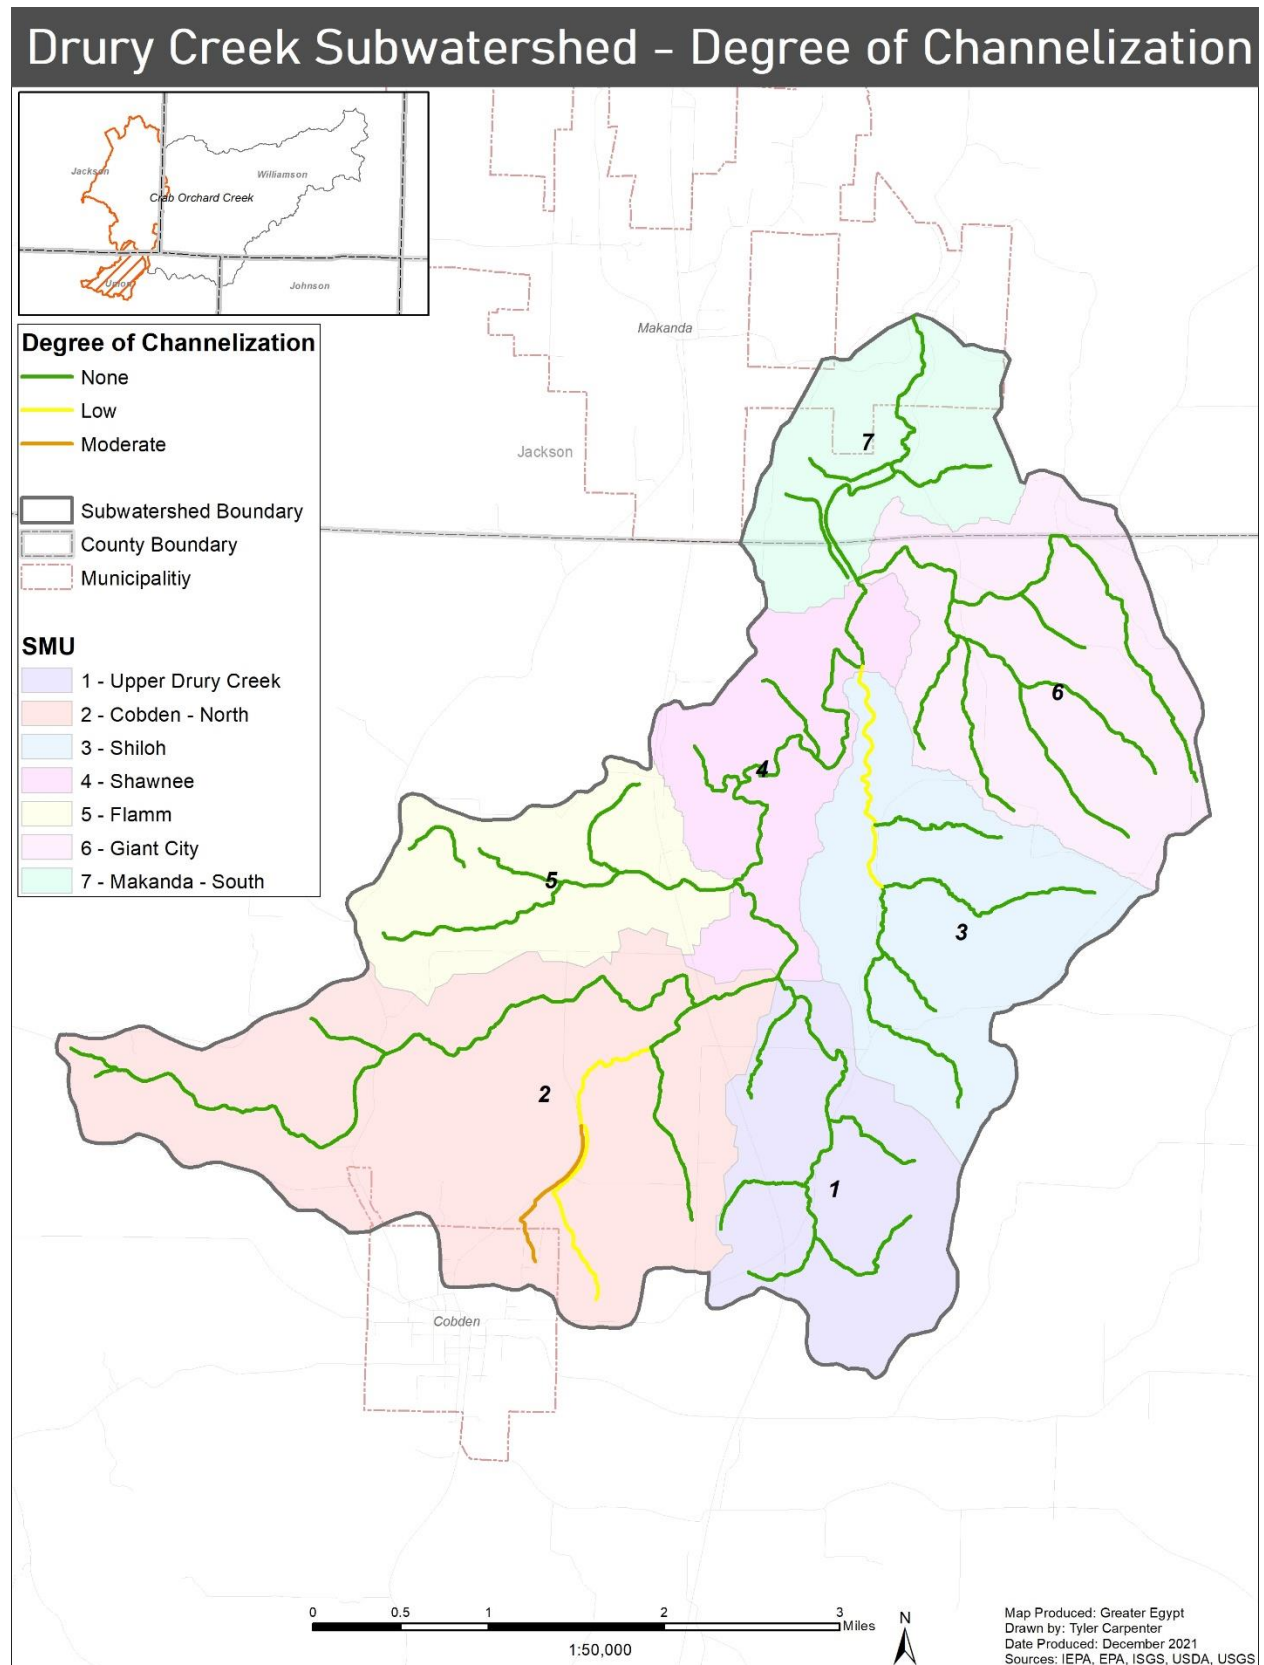 Drury Creek Subwatershed - Degree of Channelization
Jackson
Williamson
Crab Orchard Creek
Union
Johnson
Degree of Channelization
None
Low
Moderate
Subwatershed Boundary
County Boundary
Municipalitiy
SMU
1 - Upper Drury Creek
2 - Cobden - North
3 - Shiloh
4 - Shawnee
5 - Flamm
6 - Giant City
7 - Makanda - South
Makanda
Jackson
7
6
4
5
3
2
1
Cobden
0 0.5 1 2 3
Miles
1:50,000
N
Map Produced: Greater Egypt
Drawn by: Tyler Carpenter
Date Produced: December 2021
Sources: IEPA, EPA, ISGS, USDA, USGS